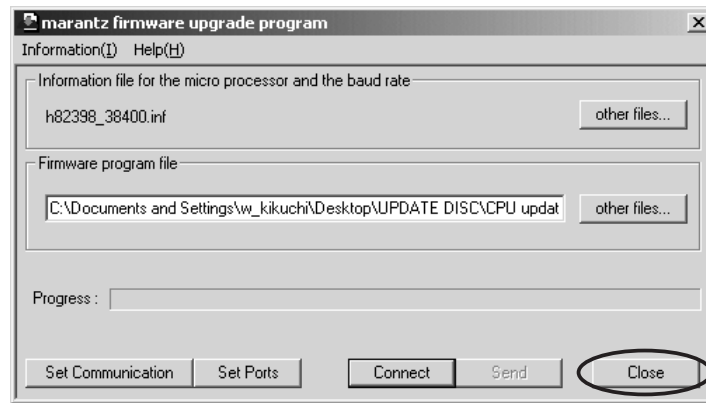 marantz firmware upgrade program
Information(I) Help(H)
Information file for the micro processor and the baud rate
h82398_38400.inf
other files...
Firmware program file
C:\Documents and Settings\w_kikuchi\Desktop\UPDATE DISC\CPU updat
other files...
Progress :
Set Communication Set Ports Connect Send Close